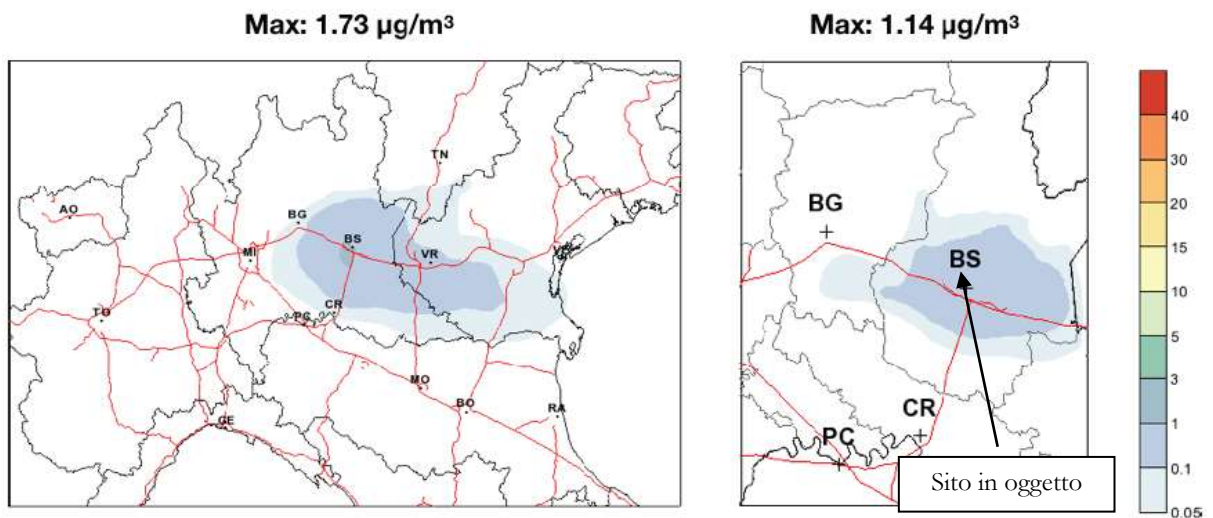 Max: 1.73 µg/m³
Max: 1.14 µg/m³
TN
AO
BG
BS
MI
VR
VE
TO
CR
PC
MO
BO
RA
GE
BG
BS
CR
PC
Sito in oggetto
40
30
20
15
10
5
3
1
0.1
0.05